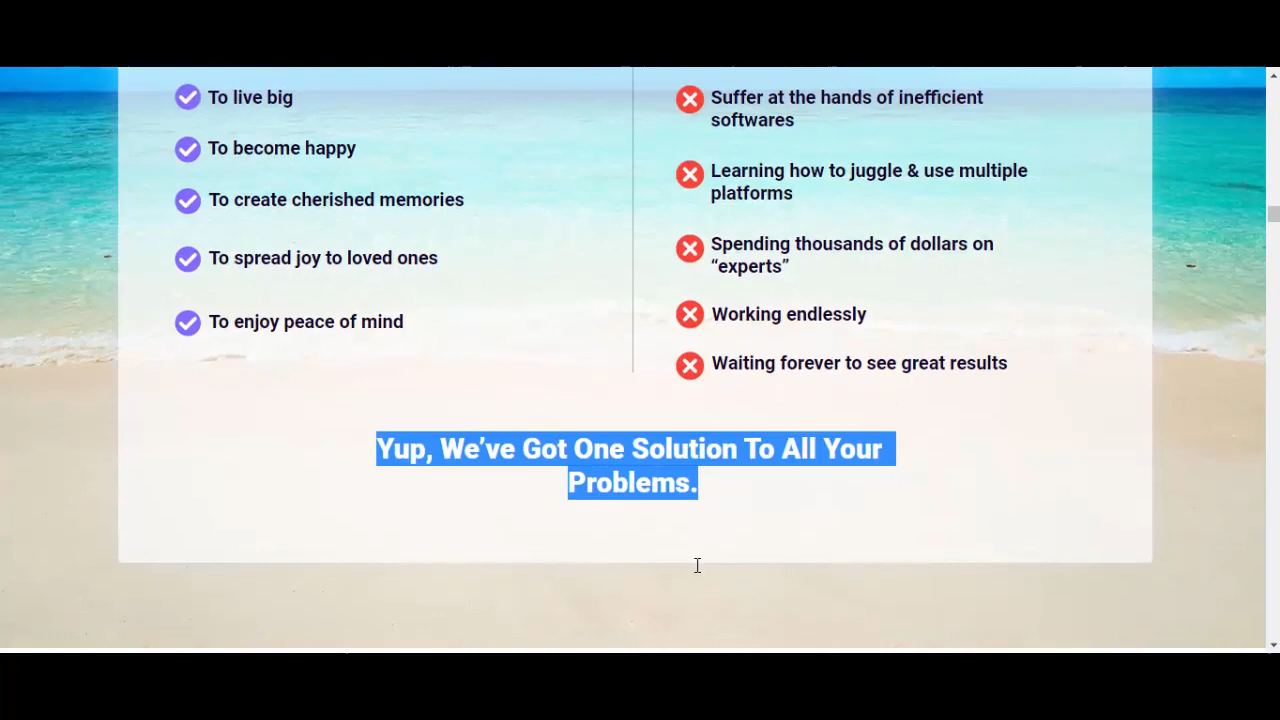 To live big
To become happy
To create cherished memories
To spread joy to loved ones
To enjoy peace of mind
Suffer at the hands of inefficient
softwares
Learning how to juggle & use multiple
platforms
Spending thousands of dollars on
“experts”
Working endlessly
Waiting forever to see great results
Yup, We’ve Got One Solution To All Your
Problems.